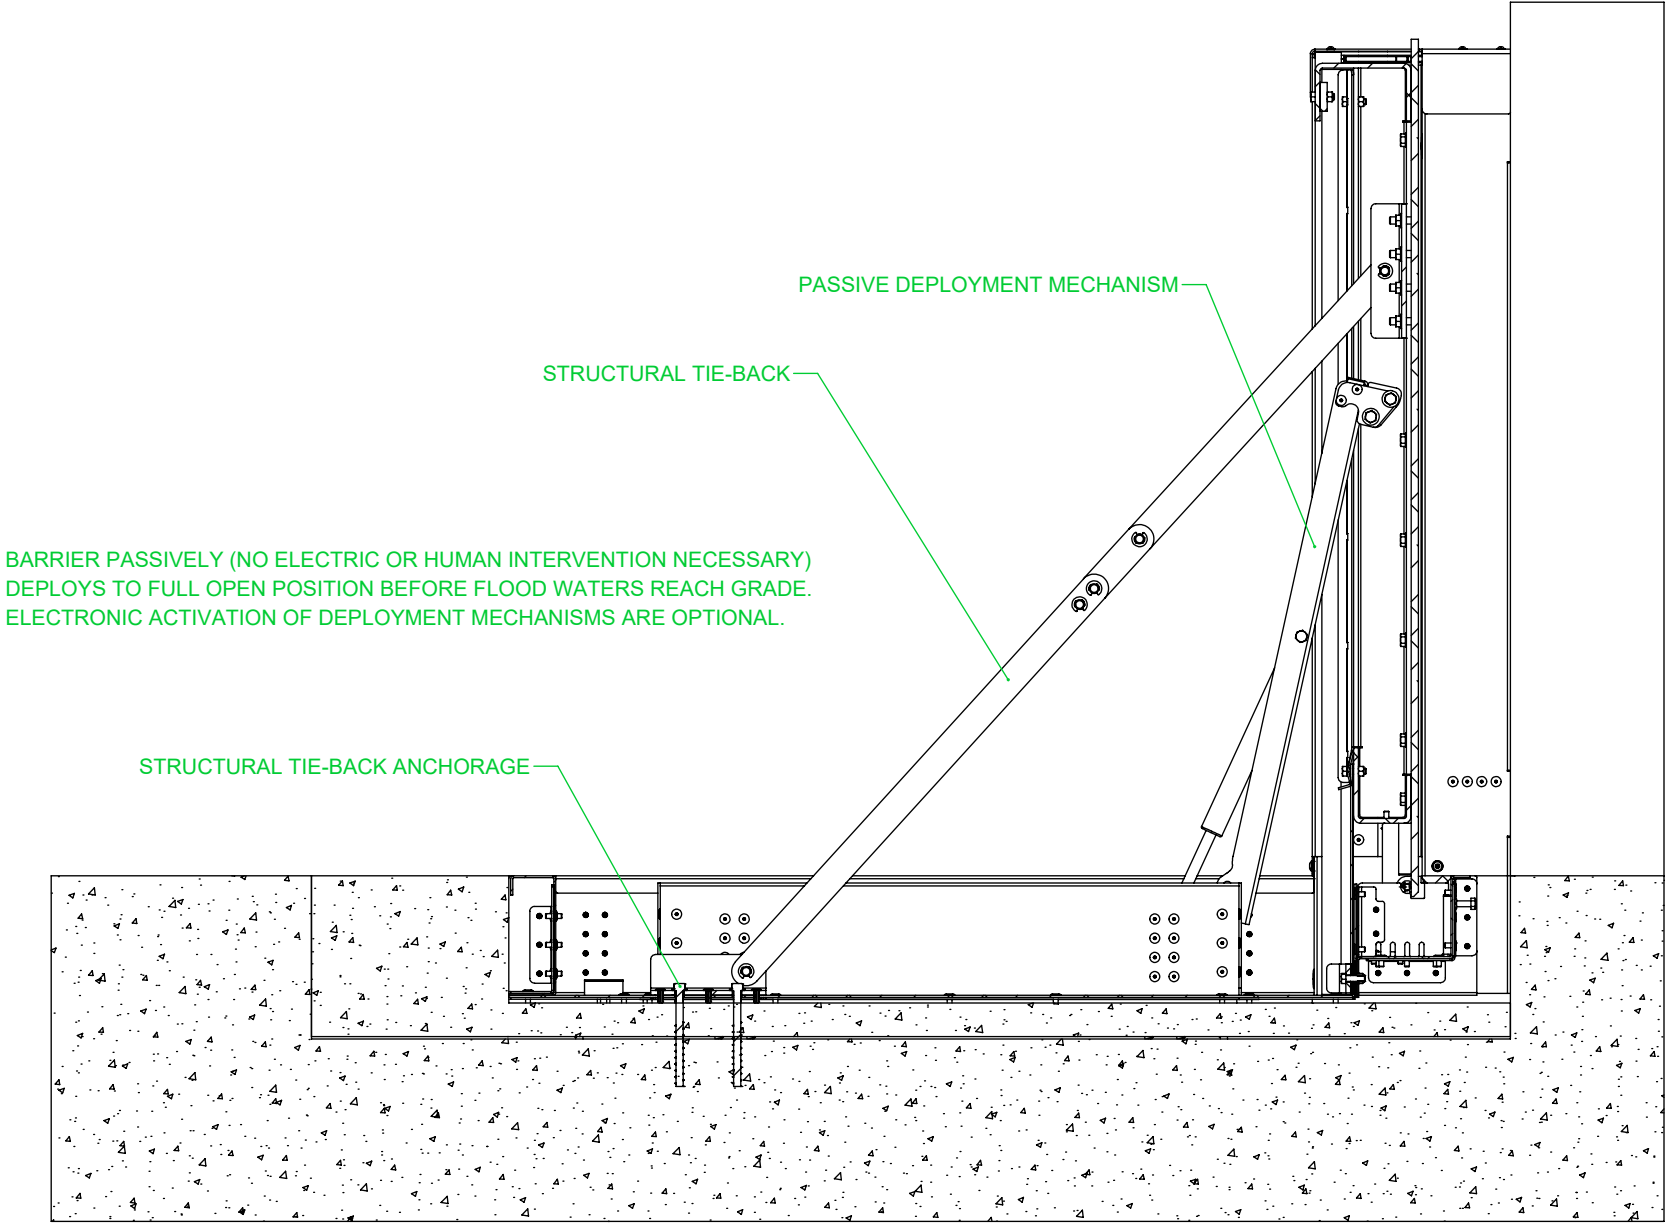 PASSIVE DEPLOYMENT MECHANISM
STRUCTURAL TIE-BACK
BARRIER PASSIVELY (NO ELECTRIC OR HUMAN INTERVENTION NECESSARY)
DEPLOYS TO FULL OPEN POSITION BEFORE FLOOD WATERS REACH GRADE.
ELECTRONIC ACTIVATION OF DEPLOYMENT MECHANISMS ARE OPTIONAL.
STRUCTURAL TIE-BACK ANCHORAGE